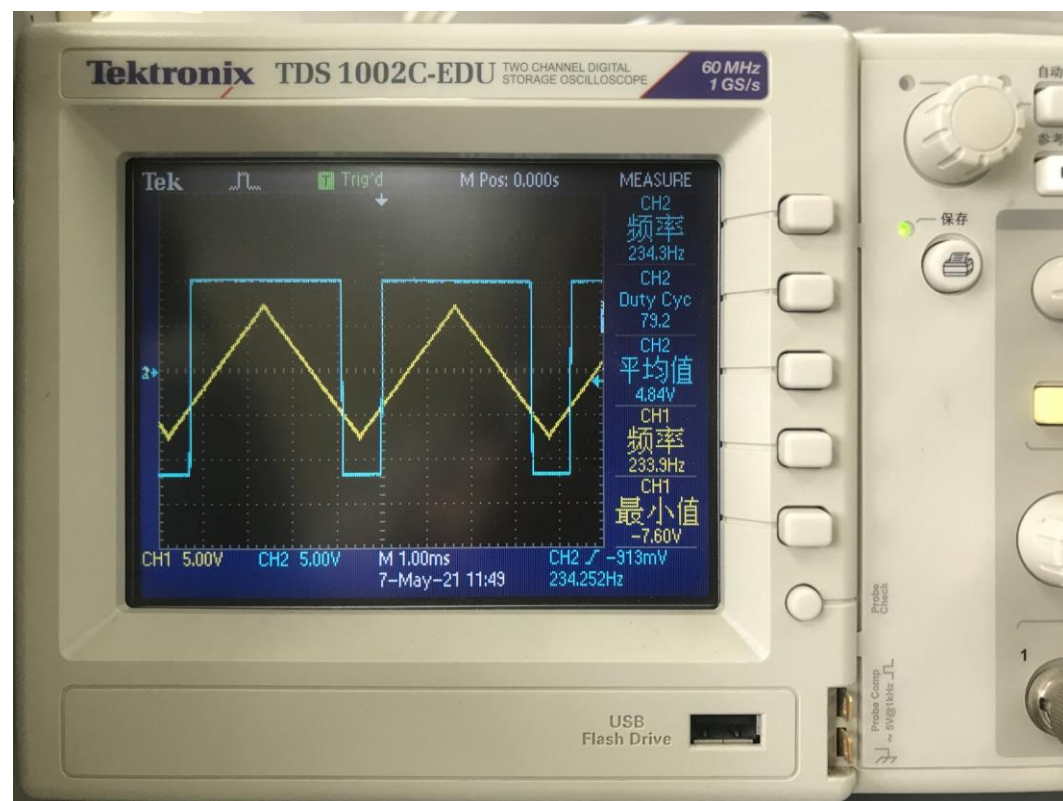 Tektronix TDS 1002C-EDU TWO CHANNEL DIGITAL
STORAGE OSCILLOSCOPE
60 MHz
1 GS/s
Tek
T Trig'd
M Pos: 0.000s
MEASURE
CH2
频率
234.3Hz
CH2
Duty Cyc
79.2
CH2
平均值
4.84V
CH1
频率
233.9Hz
CH1
最小值
-7.60V
2
CH1 5.00V
CH2 5.00V
M 1.00ms
CH2
-913mV
7-May-21 11:49
234.252Hz
自动
保存
Probe
Check
1
Probe Comp
~ 5V@1kHz
USB
Flash Drive